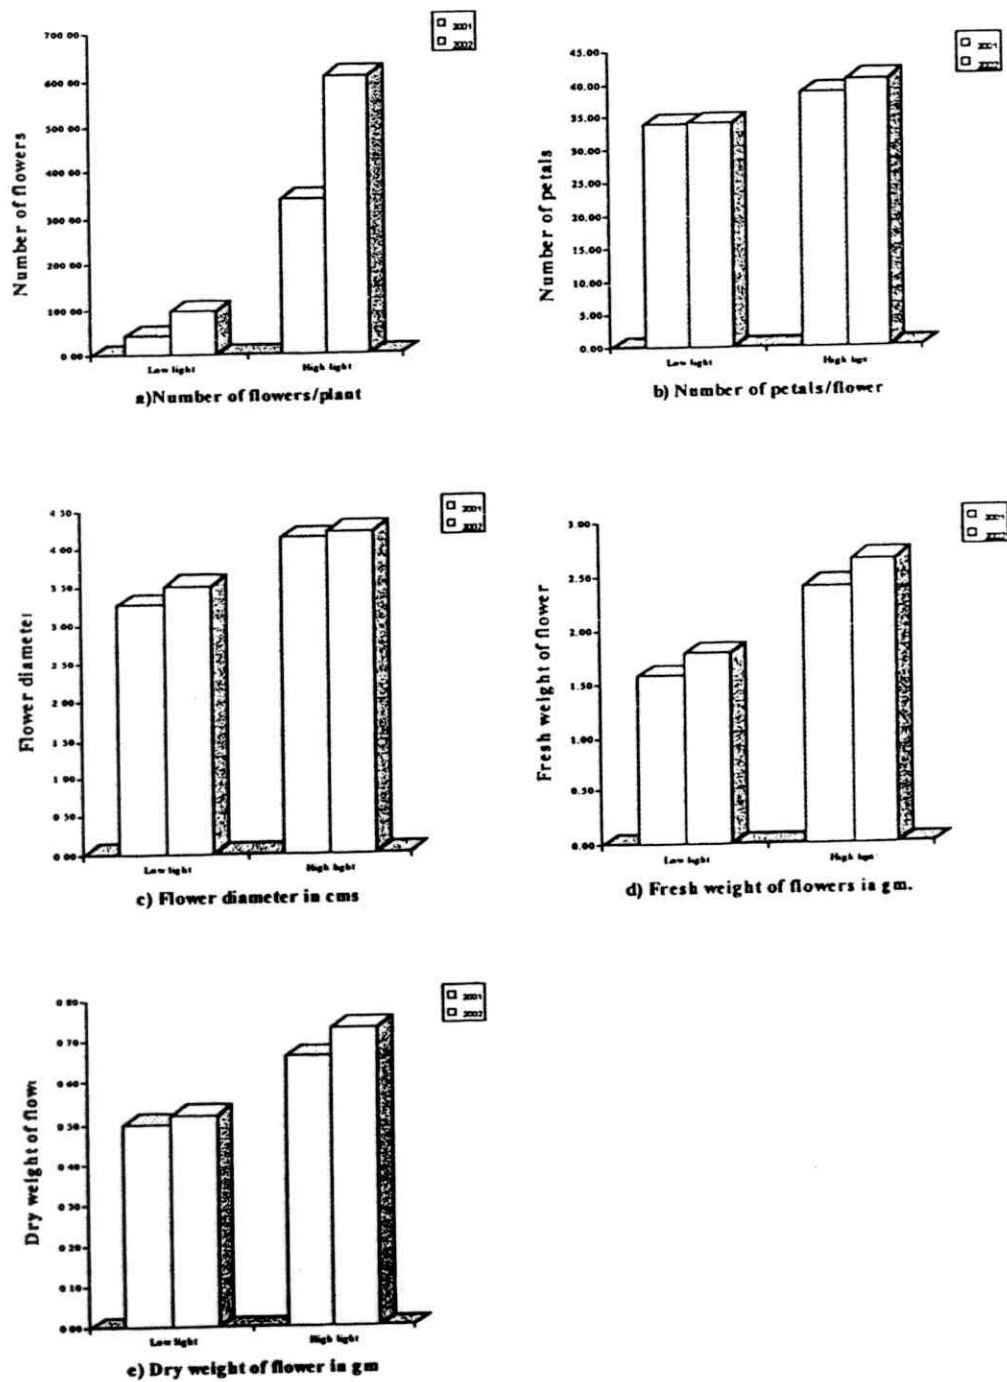 2001
2002
Number of flowers
700 00
600 00
500 00
400 00
300 00
200 00
100 00
0 00
Low light
High light
a)Number of flowers/plant
2001
2002
Number of petals
45.00
40.00
35.00
30.00
25.00
20.00
15.00
10.00
5.00
0.00
Low light
High ligh
b) Number of petals/flower
2001
2002
Flower diameter
4 50
4 00
3 50
3 00
2 50
2 00
1 50
1 00
0 50
0 00
Low light
High light
c) Flower diameter in cms
2001
Fresh weight of flower
3.00
2.50
2.00
1.50
1.00
0.50
0.00
Low light
High ligh
d) Fresh weight of flowers in gm.
2001
2002
Dry weight of flow
0 80
0 70
0 60
0 50
0 40
0 30
0 20
0 10
0 00
Low light
High light
e) Dry weight of flower in gm